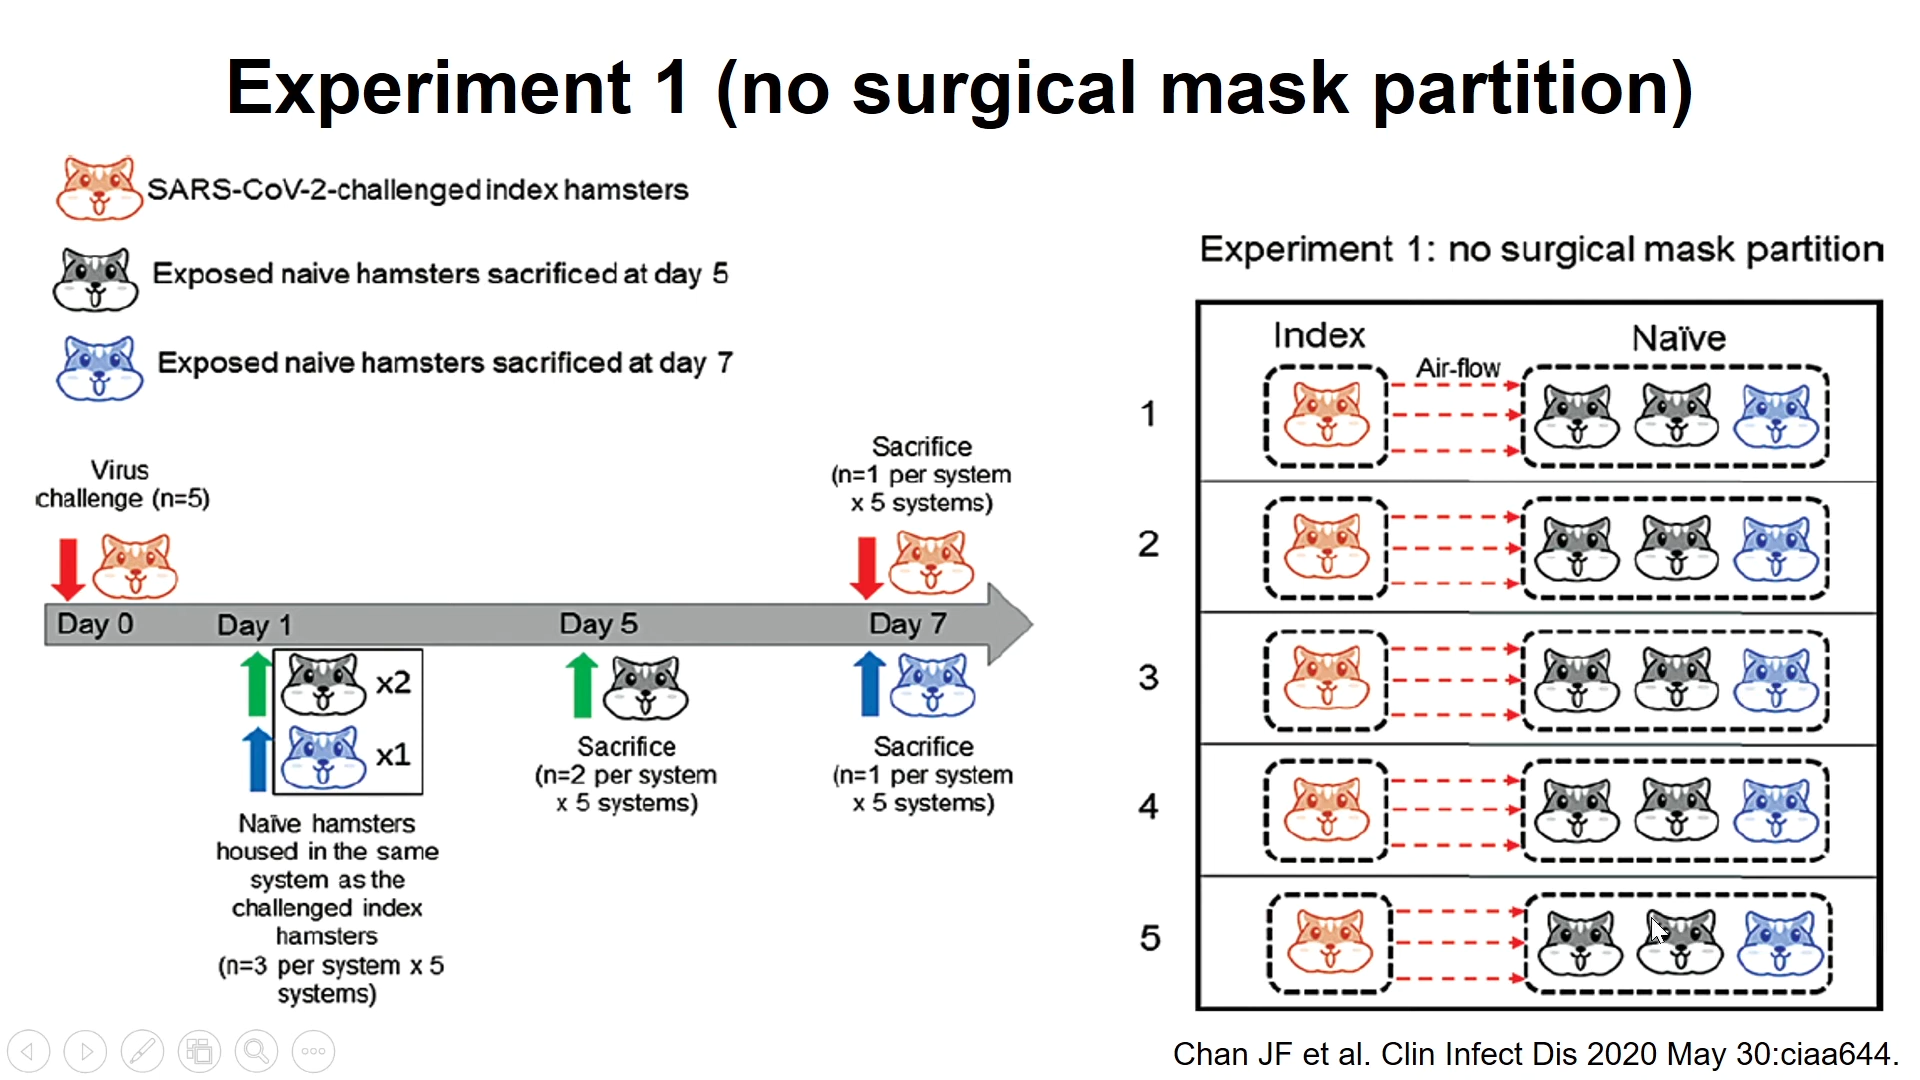 Experiment 1 (no surgical mask partition)
SARS-CoV-2-challenged index hamsters
Exposed naive hamsters sacrificed at day 5
Exposed naive hamsters sacrificed at day 7
Virus
challenge (n=5)
Sacrifice
(n=1 per system
x 5 systems)
Day 0
Day 1
Day 5
Day 7
x2
x1
Naïve hamsters
housed in the same
system as the
challenged index
hamsters
(n=3 per system x 5
systems)
Sacrifice
(n=2 per system
x 5 systems)
Sacrifice
(n=1 per system
x 5 systems)
Experiment 1: no surgical mask partition
Index
Naïve
Air-flow
1
2
3
4
5
Chan JF et al. Clin Infect Dis 2020 May 30:ciaa644.